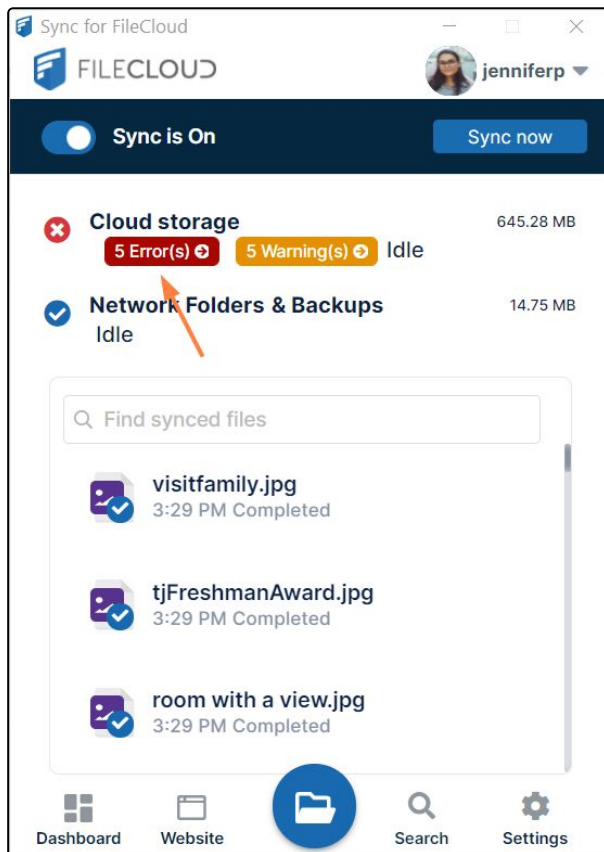 Sync for FileCloud
FILECLOUD
jenniferp
Sync is On
Sync now
Cloud storage
645.28 MB
5 Error(s)
5 Warning(s)
Idle
Network Folders & Backups
14.75 MB
Idle
Find synced files
visitfamily.jpg
3:29 PM Completed
tjFreshmanAward.jpg
3:29 PM Completed
room with a view.jpg
3:29 PM Completed
Dashboard
Website
Search
Settings